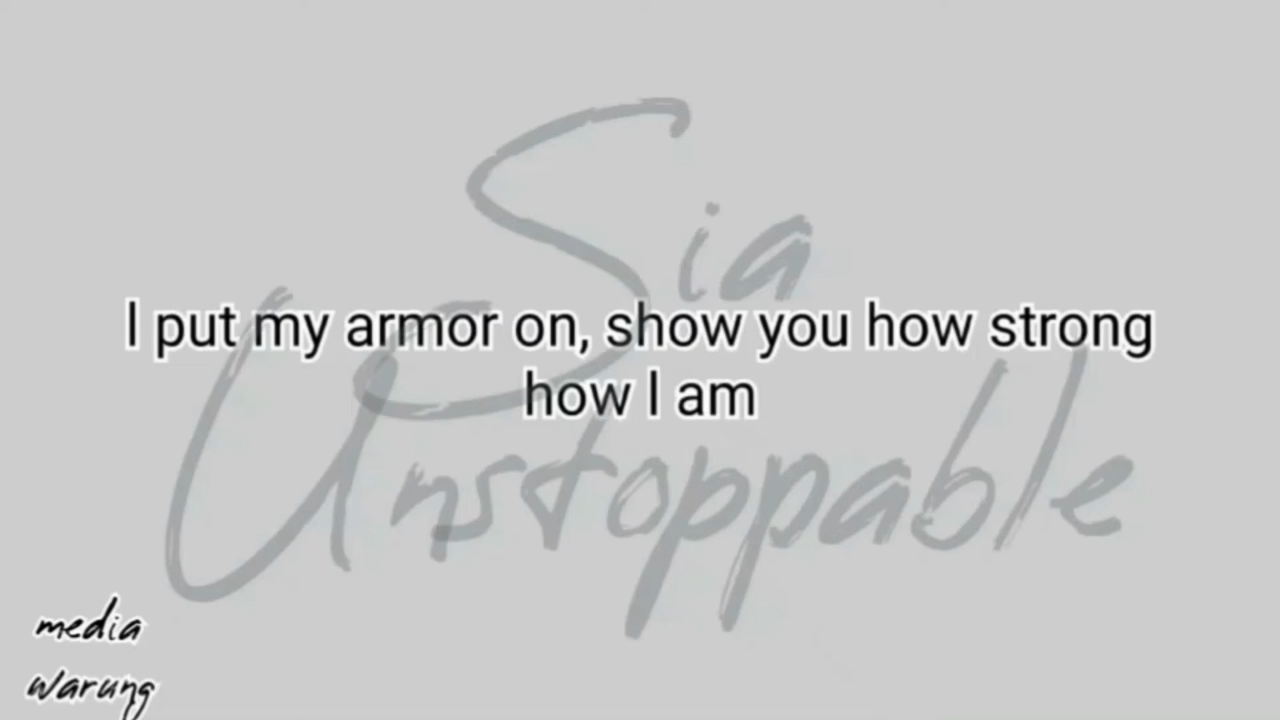 Sia
I put my armor on, show you how strong
how I am
Unstoppable
media
warung